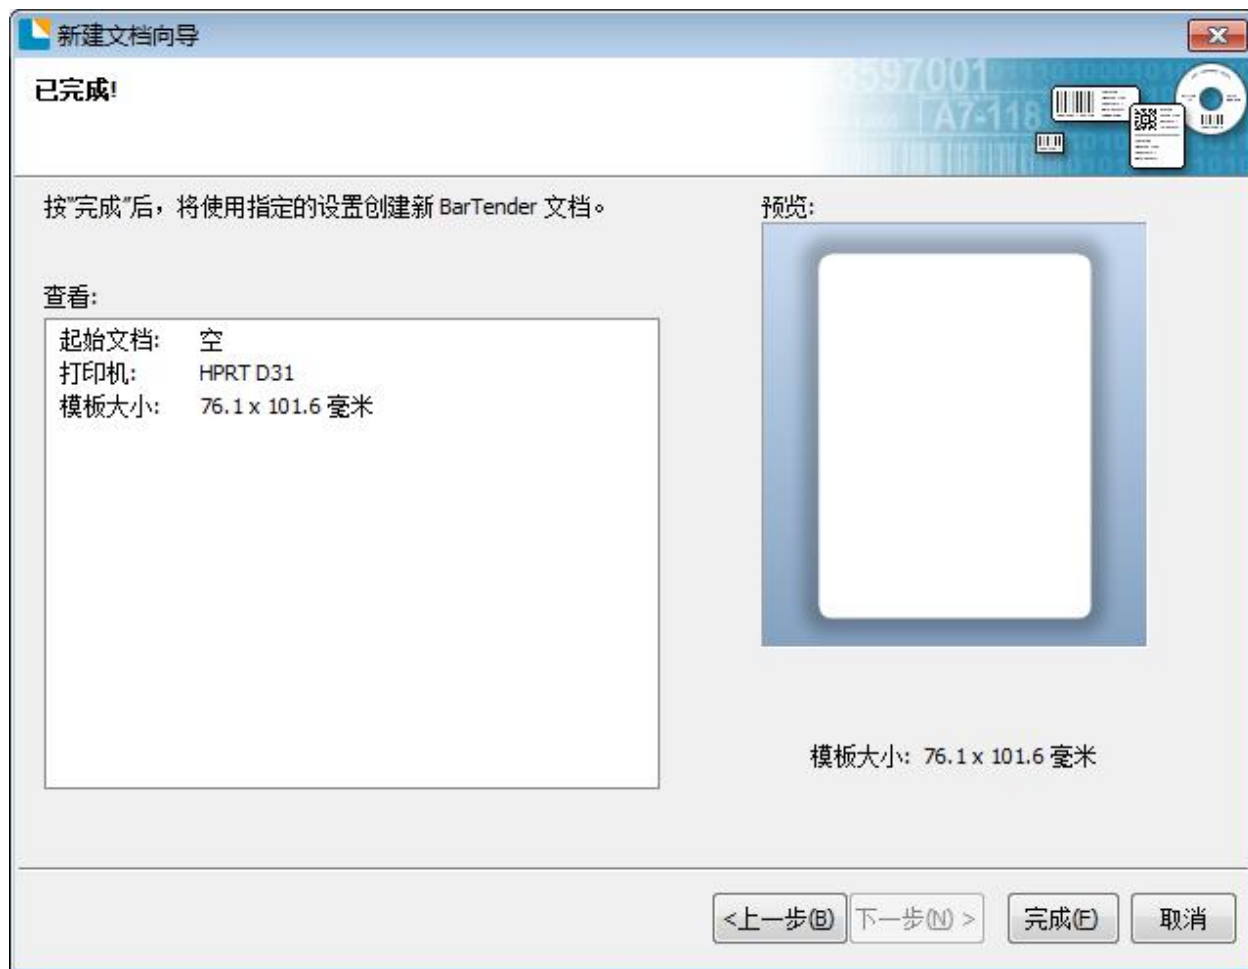 新建文档向导
已完成!
3597001
A7-118
按"完成"后，将使用指定的设置创建新 BarTender 文档。
预览:
查看:
起始文档: 空
打印机: HPRT D31
模板大小: 76.1 x 101.6 毫米
模板大小: 76.1 x 101.6 毫米
<上一步(B)
下一步(N) >
完成(F)
取消